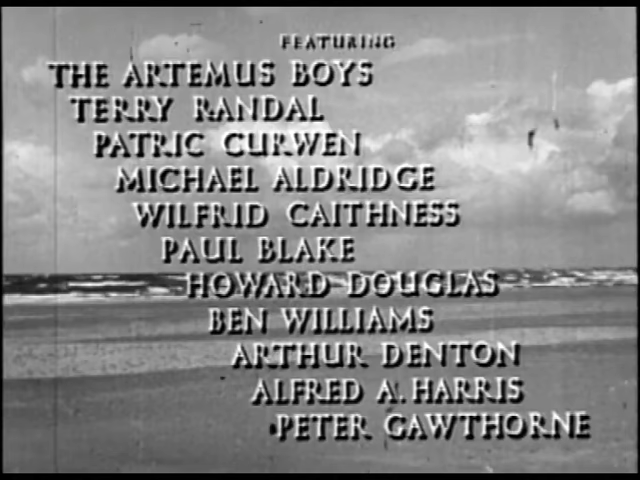 FEATURING
THE ARTEMUS BOYS
TERRY RANDAL
PATRIC CURWEN
MICHAEL ALDRIDGE
WILFRID CAITHNESS
PAUL BLAKE
HOWARD DOUGLAS
BEN WILLIAMS
ARTHUR DENTON
ALFRED A. HARRIS
PETER GAWTHORNE